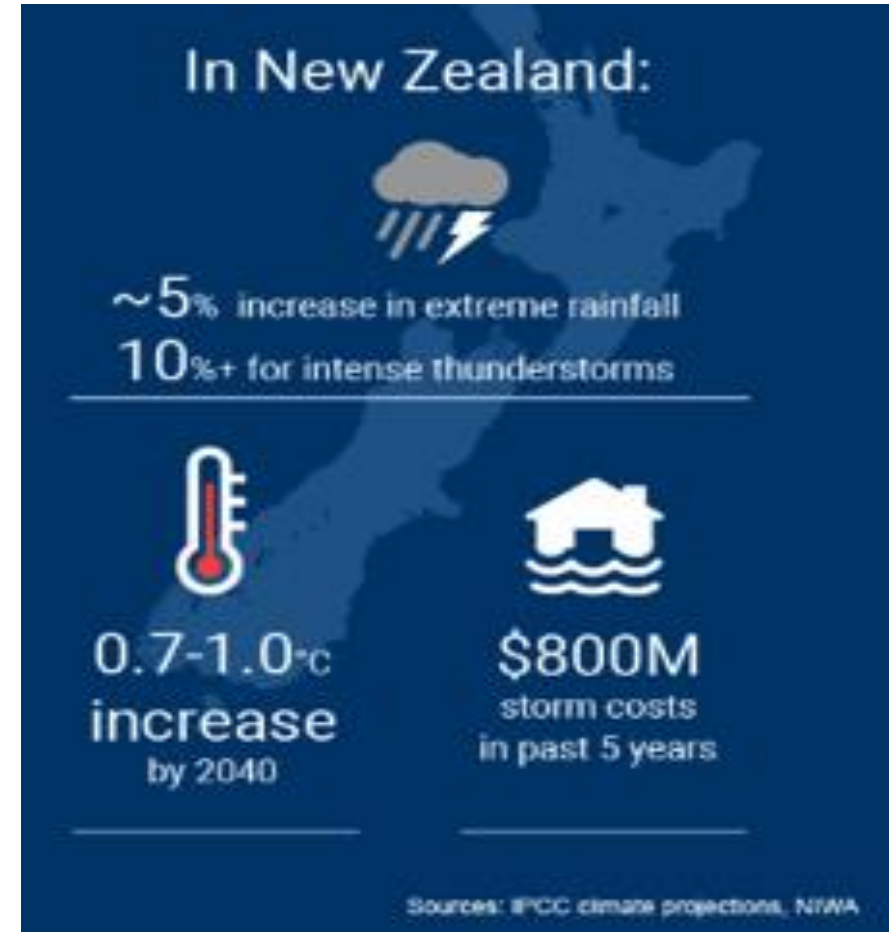 In New Zealand:
~5% increase in extreme rainfall
10%+ for intense thunderstorms
0.7-1.0°C
increase
by 2040
$800M
storm costs
in past 5 years
Sources: IPCC climate projections, NIWA